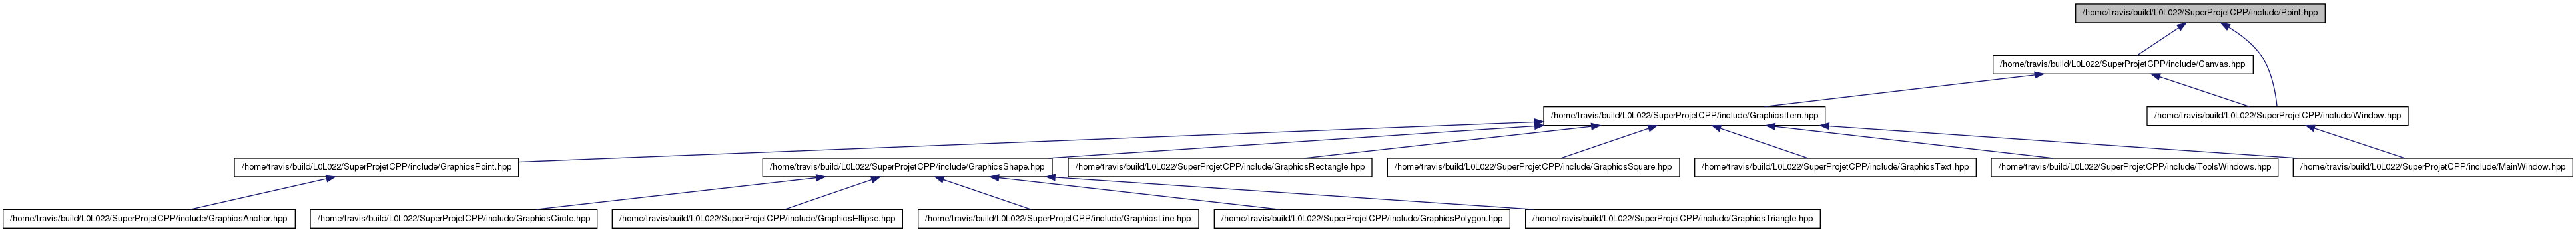 /home/travis/build/L0L022/SuperProjetCPP/include/Point.hpp
/home/travis/build/L0L022/SuperProjetCPP/include/Canvas.hpp
/home/travis/build/L0L022/SuperProjetCPP/include/GraphicsItem.hpp
/home/travis/build/L0L022/SuperProjetCPP/include/Window.hpp
/home/travis/build/L0L022/SuperProjetCPP/include/GraphicsPoint.hpp
/home/travis/build/L0L022/SuperProjetCPP/include/GraphicsShape.hpp
/home/travis/build/L0L022/SuperProjetCPP/include/GraphicsRectangle.hpp
/home/travis/build/L0L022/SuperProjetCPP/include/GraphicsSquare.hpp
/home/travis/build/L0L022/SuperProjetCPP/include/GraphicsText.hpp
/home/travis/build/L0L022/SuperProjetCPP/include/ToolsWindows.hpp
/home/travis/build/L0L022/SuperProjetCPP/include/MainWindow.hpp
/home/travis/build/L0L022/SuperProjetCPP/include/GraphicsAnchor.hpp
/home/travis/build/L0L022/SuperProjetCPP/include/GraphicsCircle.hpp
/home/travis/build/L0L022/SuperProjetCPP/include/GraphicsEllipse.hpp
/home/travis/build/L0L022/SuperProjetCPP/include/GraphicsLine.hpp
/home/travis/build/L0L022/SuperProjetCPP/include/GraphicsPolygon.hpp
/home/travis/build/L0L022/SuperProjetCPP/include/GraphicsTriangle.hpp